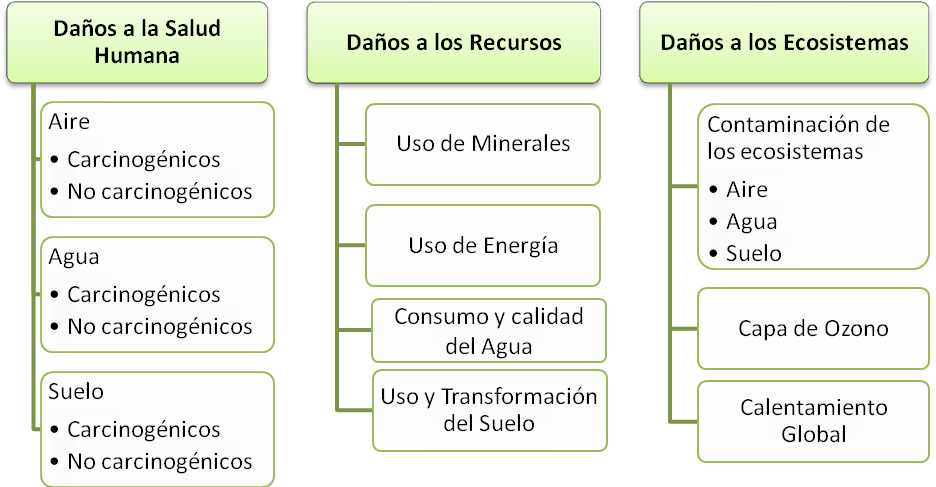 Daños a la Salud
Humana
Aire
• Carcinogénicos
• No carcinogénicos
Agua
• Carcinogénicos
• No carcinogénicos
Suelo
• Carcinogénicos
• No carcinogénicos
Daños a los Recursos
Uso de Minerales
Uso de Energía
Consumo y calidad
del Agua
Uso y Transformación
del Suelo
Daños a los Ecosistemas
Contaminación de
los ecosistemas
• Aire
• Agua
• Suelo
Capa de Ozono
Calentamiento
Global